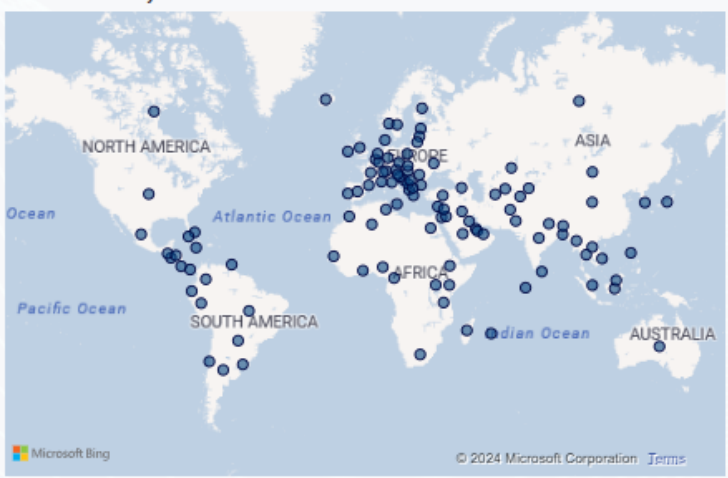 NORTH AMERICA
EUROPE
ASIA
Ocean
Atlantic Ocean
AFRICA
Pacific Ocean
SOUTH AMERICA
Indian Ocean
AUSTRALIA
Microsoft Bing
© 2024 Microsoft Corporation Terms